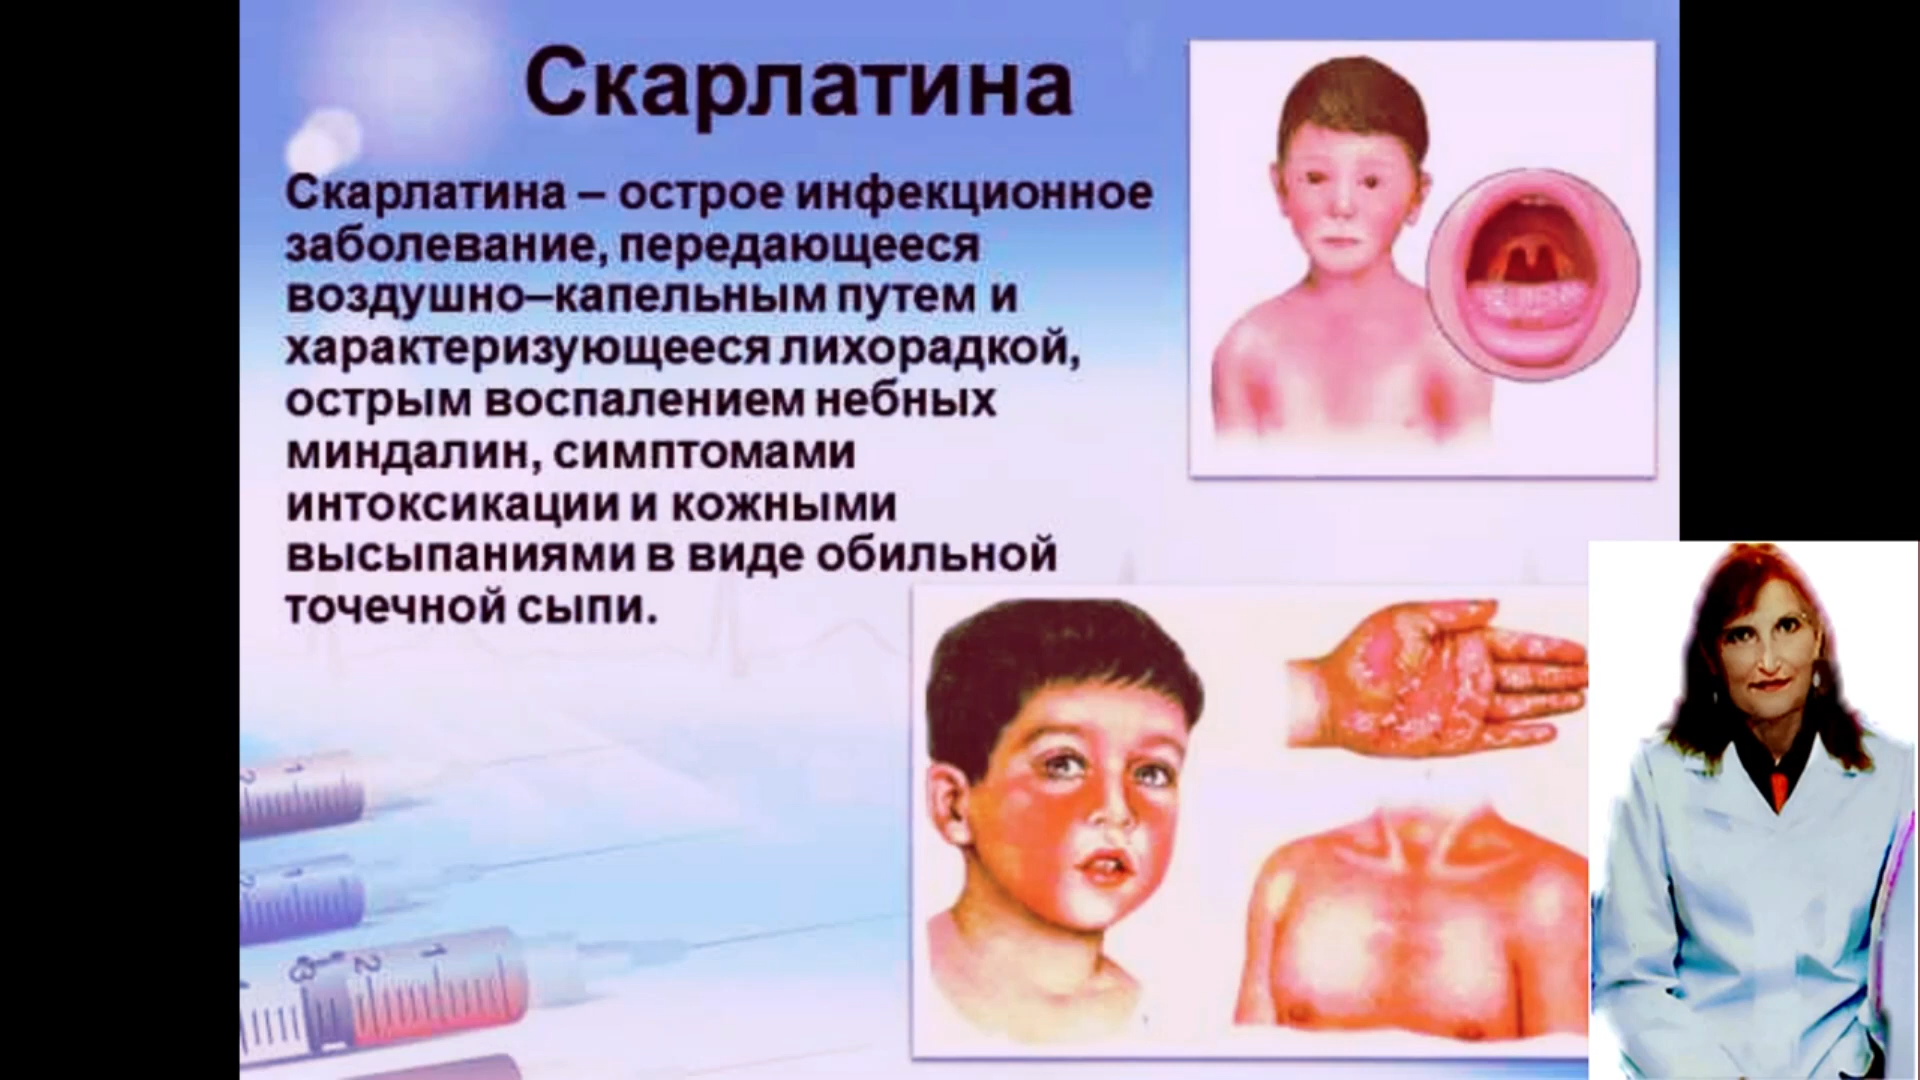 Скарлатина
Скарлатина – острое инфекционное
заболевание, передающееся
воздушно–капельным путем и
характеризующееся лихорадкой,
острым воспалением небных
миндалин, симптомами
интоксикации и кожными
высыпаниями в виде обильной
точечной сыпи.